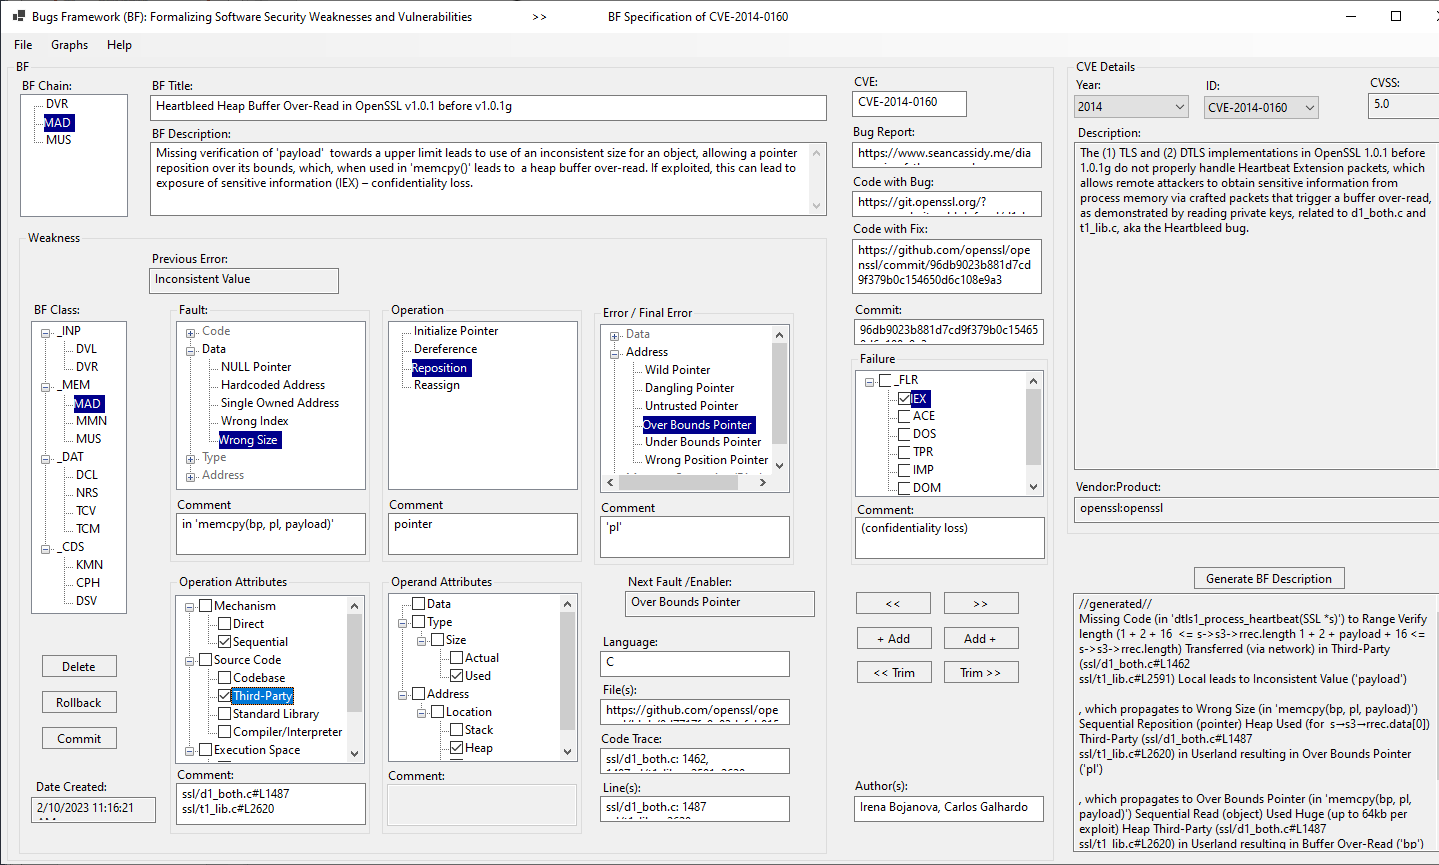 Bugs Framework (BF): Formalizing Software Security Weaknesses and Vulnerabilities >> BF Specification of CVE-2014-0160
File Graphs Help
BF
BF Chain:
DVR
MAD
MUS
BF Title:
Heartbleed Heap Buffer Over-Read in OpenSSL v1.0.1 before v1.0.1g
BF Description:
Missing verification of 'payload'  towards a upper limit leads to use of an inconsistent size for an object, allowing a pointer
reposition over its bounds, which, when used in 'memcpy()' leads to  a heap buffer over-read. If exploited, this can lead to
exposure of sensitive information (IEX) – confidentiality loss.
Weakness
Previous Error:
Inconsistent Value
BF Class:
_INP
DVL
DVR
_MEM
MAD
MMN
MUS
_DAT
DCL
NRS
TCV
TCM
_CDS
KMN
CPH
DSV
Delete
Rollback
Commit
Date Created:
2/10/2023 11:16:21
Fault:
Code
Data
NULL Pointer
Hardcoded Address
Single Owned Address
Wrong Index
Wrong Size
Type
Address
Comment
in 'memcpy(bp, pl, payload)'
Operation
Initialize Pointer
Dereference
Reposition
Reassign
Comment
pointer
Error / Final Error
Data
Address
Wild Pointer
Dangling Pointer
Untrusted Pointer
Over Bounds Pointer
Under Bounds Pointer
Wrong Position Pointer
Comment
'pl'
Operation Attributes
Mechanism
Direct
Sequential
Source Code
Codebase
Third-Party
Standard Library
Compiler/Interpreter
Execution Space
Comment:
ssl/d1_both.c#L1487
ssl/t1_lib.c#L2620
Operand Attributes
Data
Type
Size
Actual
Used
Address
Location
Stack
Heap
Comment:
Next Fault /Enabler:
Over Bounds Pointer
Language:
C
File(s):
https://github.com/openssl/ope
Code Trace:
ssl/d1_both.c: 1462,
Line(s):
ssl/d1_both.c: 1487
CVE:
CVE-2014-0160
Bug Report:
https://www.seancassidy.me/dia
Code with Bug:
https://git.openssl.org/?
Code with Fix:
https://github.com/openssl/ope
nssl/commit/96db9023b881d7cd
9f379b0c154650d6c108e9a3
Commit:
96db9023b881d7cd9f379b0c15465
Failure
_FLR
IEX
ACE
DOS
TPR
IMP
DOM
Comment:
(confidentiality loss)
<< >>
+ Add Add +
<< Trim Trim >>
Author(s):
Irena Bojanova, Carlos Galhardo
CVE Details
Year:
2014
ID:
CVE-2014-0160
CVSS:
5.0
Description:
The (1) TLS and (2) DTLS implementations in OpenSSL 1.0.1 before
1.0.1g do not properly handle Heartbeat Extension packets, which
allows remote attackers to obtain sensitive information from
process memory via crafted packets that trigger a buffer over-read,
as demonstrated by reading private keys, related to d1_both.c and
t1_lib.c, aka the Heartbleed bug.
Vendor:Product:
openssl:openssl
Generate BF Description
//generated//
Missing Code (in 'dtls1_process_heartbeat(SSL *s)') to Range Verify
length (1 + 2 + 16  <= s->s3->rrec.length 1 + 2 + payload + 16 <=
s->s3->rrec.length) Transferred (via network) in Third-Party
(ssl/d1_both.c#L1462
ssl/t1_lib.c#L2591) Local leads to Inconsistent Value ('payload')
, which propagates to Wrong Size (in 'memcpy(bp, pl, payload)')
Sequential Reposition (pointer) Heap Used (for  s→s3→rrec.data[0])
Third-Party (ssl/d1_both.c#L1487
ssl/t1_lib.c#L2620) in Userland resulting in Over Bounds Pointer
('pl')
, which propagates to Over Bounds Pointer (in 'memcpy(bp, pl,
payload)') Sequential Read (object) Used Huge (up to 64kb per
exploit) Heap Third-Party (ssl/d1_both.c#L1487
ssl/t1_lib.c#L2620) in Userland resulting in Buffer Over-Read ('bp')